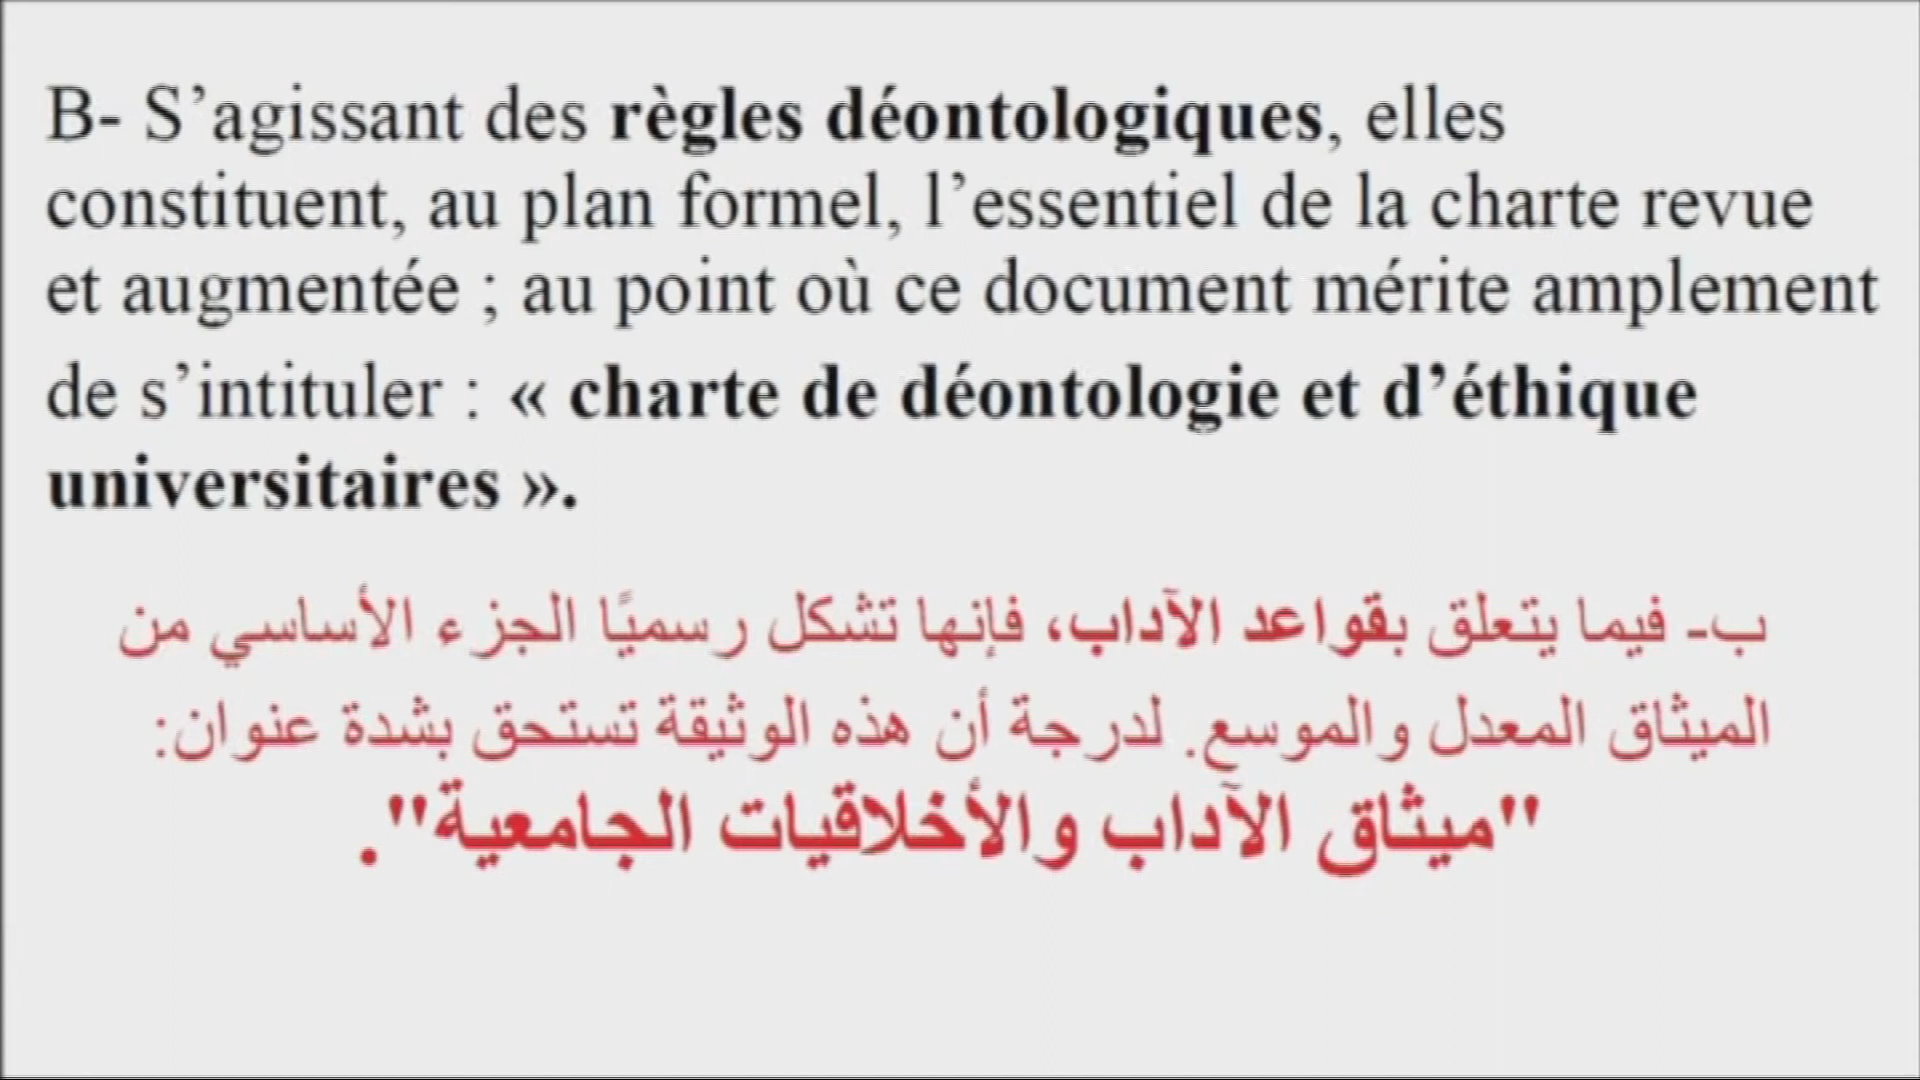 B- S’agissant des règles déontologiques, elles
constituent, au plan formel, l’essentiel de la charte revue
et augmentée ; au point où ce document mérite amplement
de s’intituler : « charte de déontologie et d’éthique
universitaires ».
ب- فيما يتعلق بقواعد الآداب، فإنها تشكل رسميًا الجزء الأساسي من
الميثاق المعدل والموسع. لدرجة أن هذه الوثيقة تستحق بشدة عنوان:
"ميثاق الآداب والأخلاقيات الجامعية".